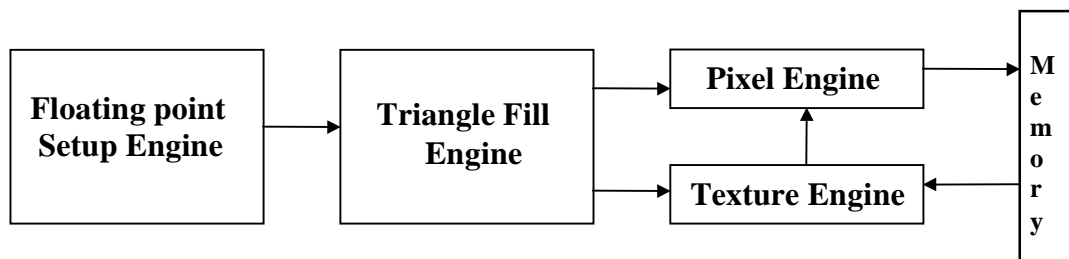 Floating point
Setup Engine
Triangle Fill
Engine
Pixel Engine
Texture Engine
M
e
m
o
r
y